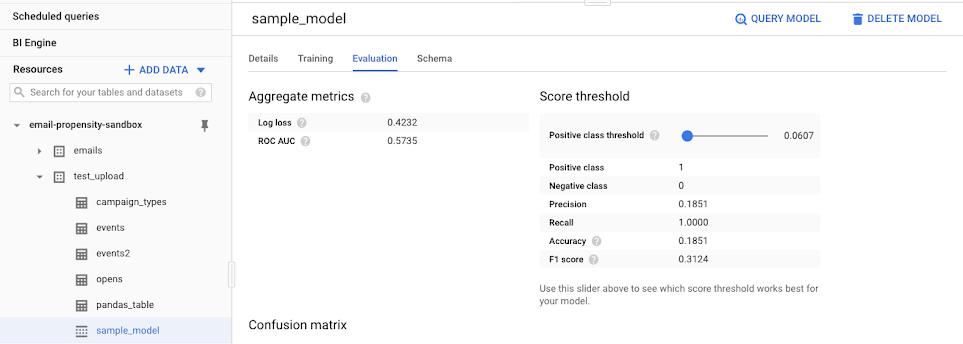 Scheduled queries
BI Engine
Resources
+ ADD DATA
Search for your tables and datasets
email-propensity-sandbox
emails
test_upload
campaign_types
events
events2
opens
pandas_table
sample_model
sample_model
QUERY MODEL
DELETE MODEL
Details Training Evaluation Schema
Aggregate metrics ?
Log loss ? 0.4232
ROC AUC ? 0.5735
Score threshold
Positive class threshold ? 0.0607
Positive class 1
Negative class 0
Precision 0.1851
Recall 1.0000
Accuracy ? 0.1851
F1 score ? 0.3124
Use this slider above to see which score threshold works best for
your model.
Confusion matrix